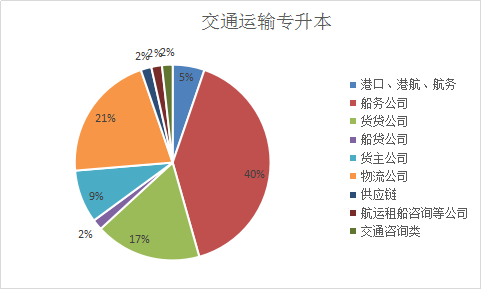 交通运输专升本
2%
2%
2%
5%
40%
17%
2%
9%
21%
港口、港航、航务
船务公司
货贷公司
船贷公司
货主公司
物流公司
供应链
航运租船咨询等公司
交通咨询类